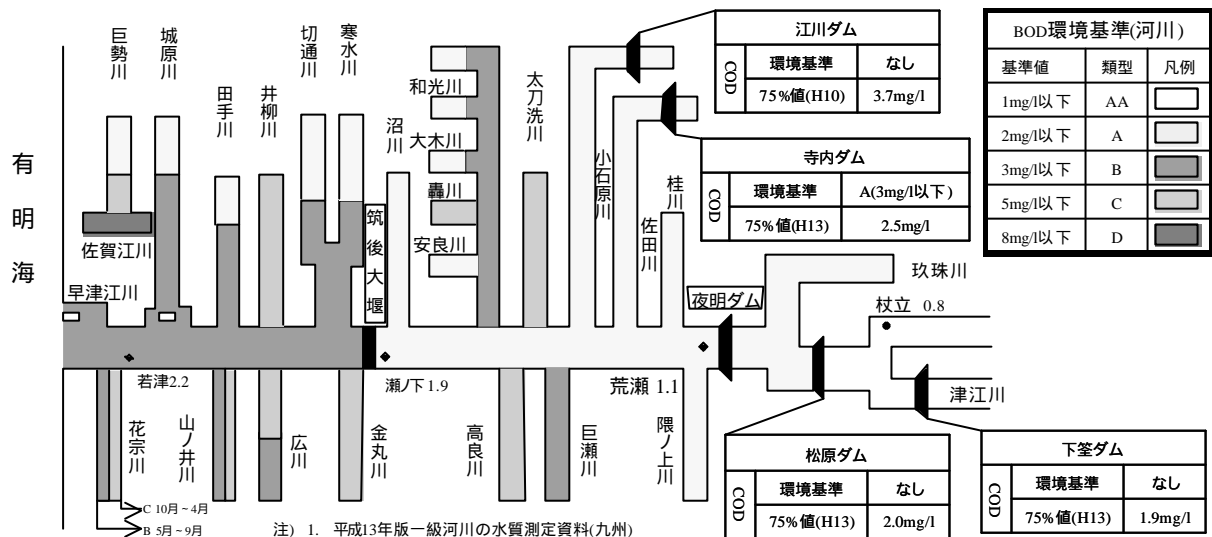 有明海
巨勢川
城原川
田手川
井柳川
切通川
寒水川
沼川
和光川
大木川
轟川
安良川
太刀洗川
小石原川
佐田川
桂川
玖珠川
佐賀江川
早津江川
筑後大堰
夜明ダム
杖立 0.8
津江川
若津2.2
瀬ノ下 1.9
荒瀬 1.1
花宗川
山ノ井川
広川
金丸川
高良川
巨瀬川
隈ノ上川
C 10月~4月
B 5月~9月
江川ダム
COD
環境基準 なし
75%値(H10) 3.7mg/l
寺内ダム
COD
環境基準 A(3mg/l以下)
75%値(H13) 2.5mg/l
松原ダム
COD
環境基準 なし
75%値(H13) 2.0mg/l
下筌ダム
COD
環境基準 なし
75%値(H13) 1.9mg/l
BOD環境基準(河川)
基準値 類型 凡例
1mg/l以下 AA
2mg/l以下 A
3mg/l以下 B
5mg/l以下 C
8mg/l以下 D
注) 1. 平成13年版一級河川の水質測定資料(九州)